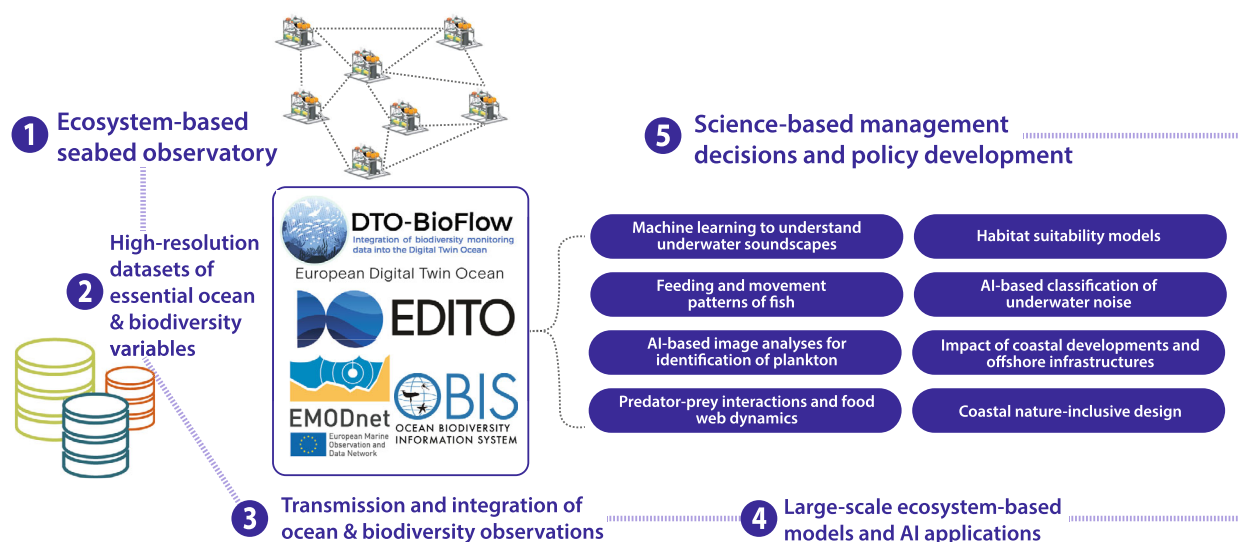 1
Ecosystem-based
seabed observatory
2
High-resolution
datasets of
essential ocean
& biodiversity
variables
DTO-BioFlow
Integration of biodiversity monitoring
data into the Digital Twin Ocean
European Digital Twin Ocean
EDITO
EMODnet
European Marine
Observation and
Data Network
OBIS
OCEAN BIODIVERSITY
INFORMATION SYSTEM
3
Transmission and integration of
ocean & biodiversity observations
4
Large-scale ecosystem-based
models and AI applications
5
Science-based management
decisions and policy development
Machine learning to understand
underwater soundscapes
Habitat suitability models
Feeding and movement
patterns of fish
AI-based classification of
underwater noise
AI-based image analyses for
identification of plankton
Impact of coastal developments and
offshore infrastructures
Predator-prey interactions and food
web dynamics
Coastal nature-inclusive design